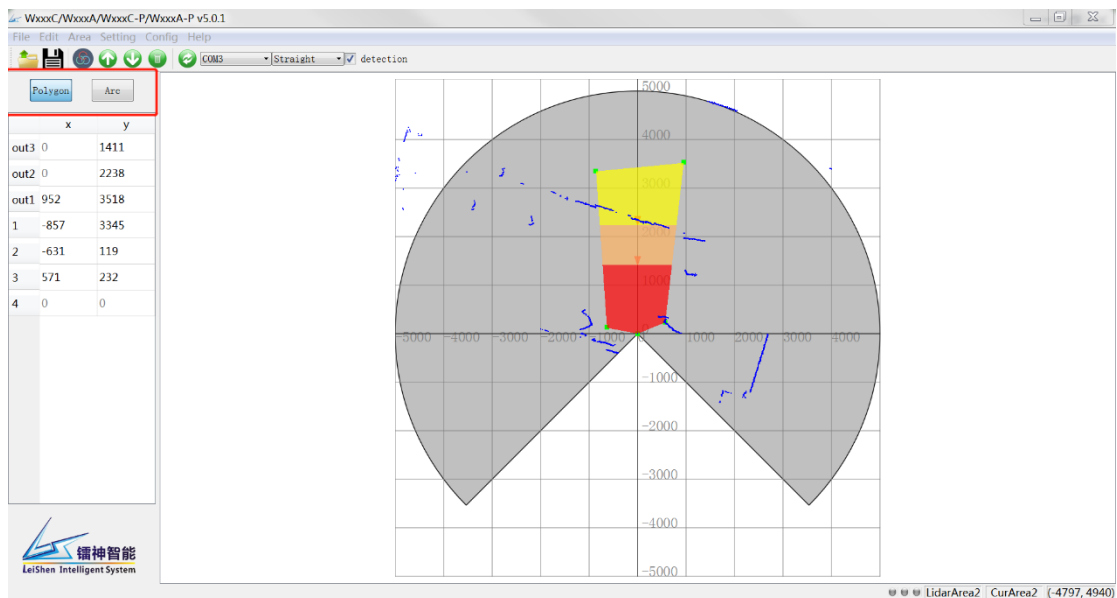 WxxxC/WxxxA/WxxxC-P/WxxxA-P v5.0.1
File Edit Area Setting Config Help
COM3 Straight detection
Polygon Arc
x y
out3 0 1411
out2 0 2238
out1 952 3518
1 -857 3345
2 -631 119
3 571 232
4 0 0
5000
4000
3000
2000
1000
-5000 -4000 -3000 -2000 -1000 0 1000 2000 3000 4000
-1000
-2000
-3000
-4000
-5000
镭神智能
LeiShen Intelligent System
LidarArea2 CurArea2 (-4797, 4940)